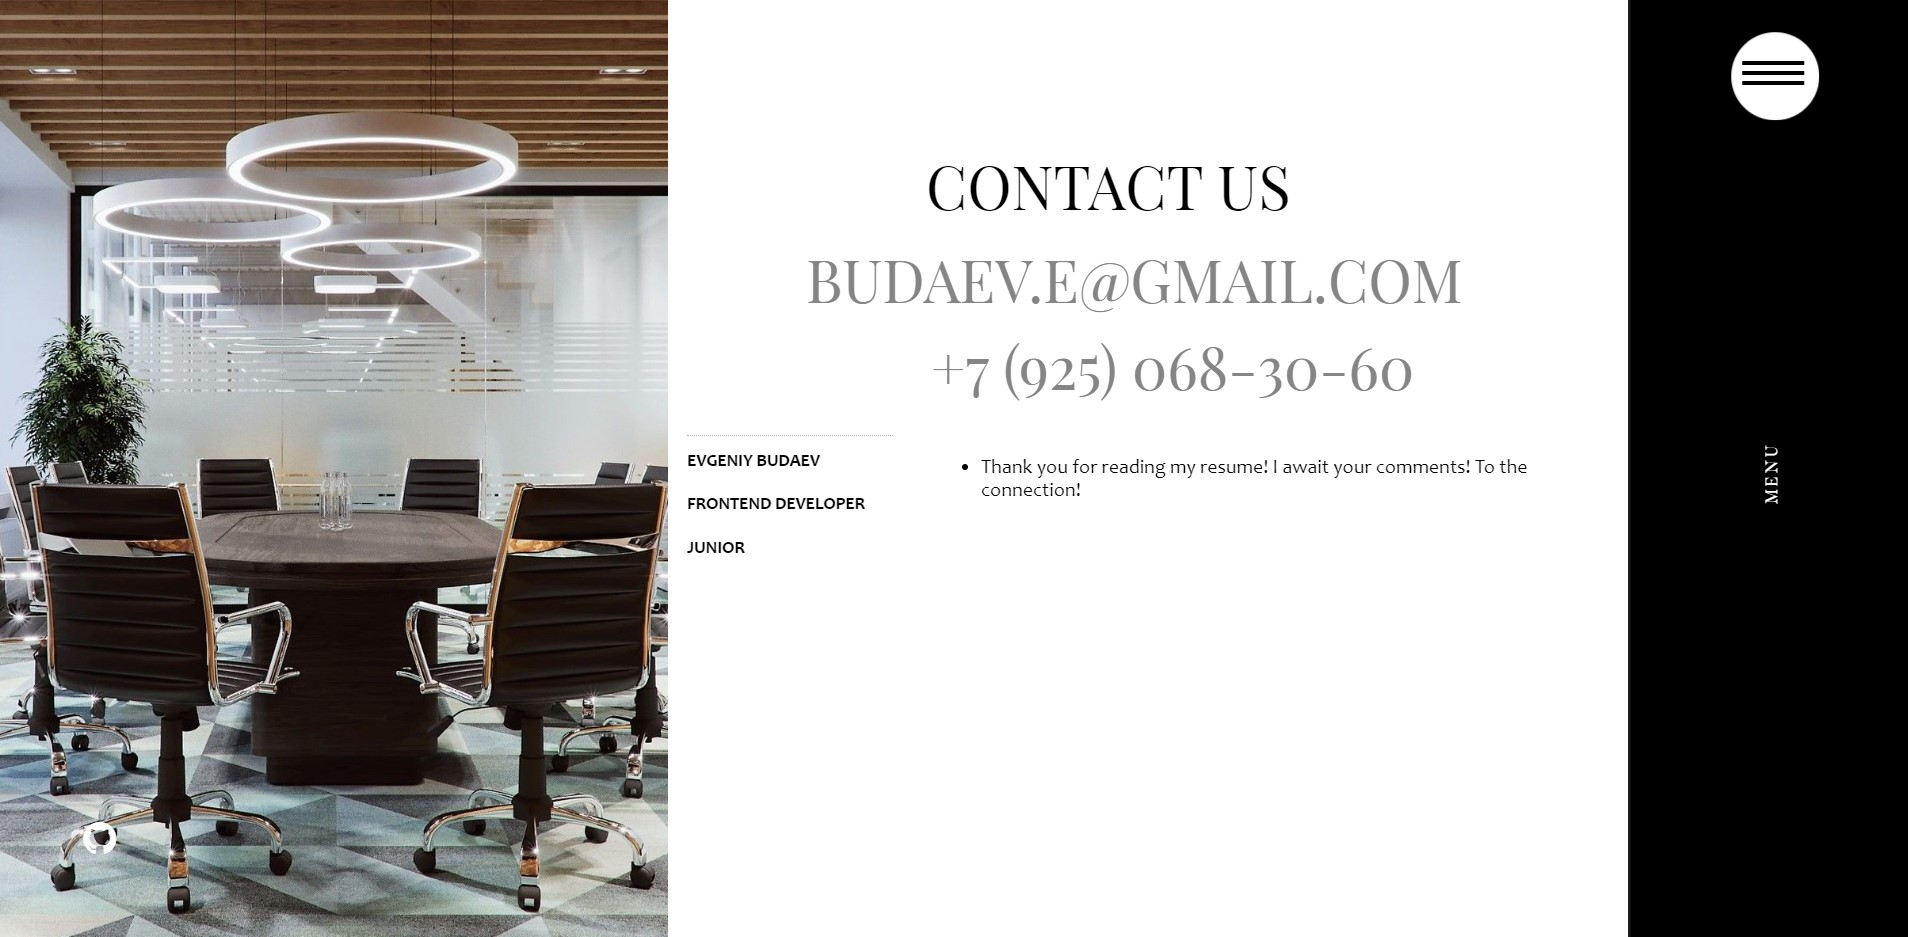 CONTACT US
BUDAEV.E@GMAIL.COM
+7 (925) 068-30-60
EVGENIY BUDAEV
FRONTEND DEVELOPER
JUNIOR
Thank you for reading my resume! I await your comments! To the
connection!
MENU